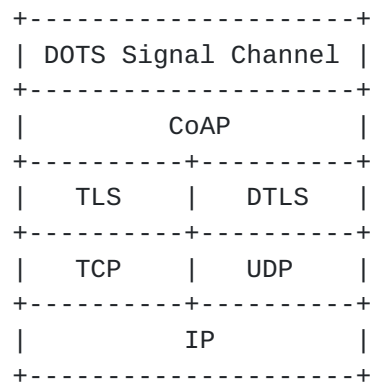 +---------------------+
| DOTS Signal Channel |
+---------------------+
|         CoAP        |
+----------+----------+
|   TLS    |   DTLS   |
+----------+----------+
|   TCP    |   UDP    |
+----------+----------+
|          IP         |
+---------------------+